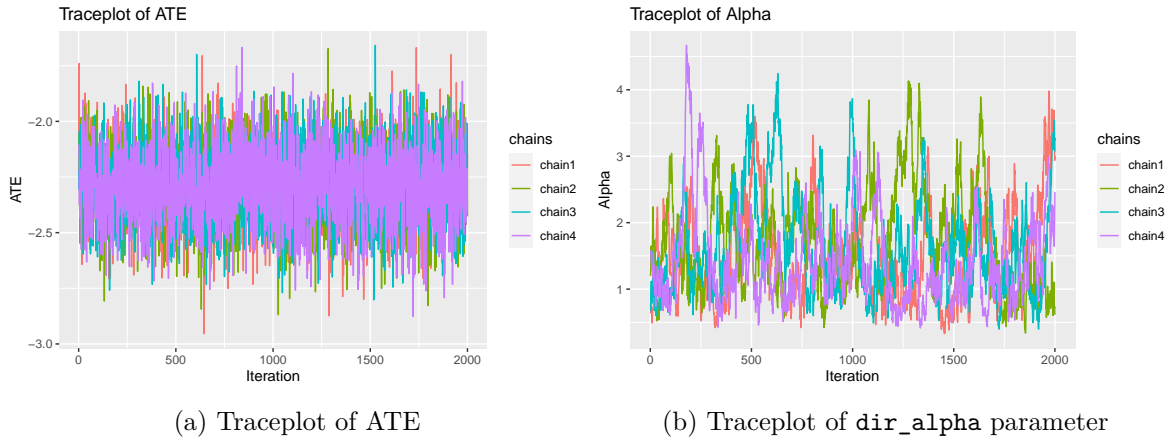 Traceplot of ATE
−2.0
−2.5
−3.0
ATE
0
500
1000
1500
2000
Iteration
chains
chain1
chain2
chain3
chain4
(a) Traceplot of ATE
Traceplot of Alpha
4
3
2
1
Alpha
0
500
1000
1500
2000
Iteration
chains
chain1
chain2
chain3
chain4
(b) Traceplot of dir_alpha parameter